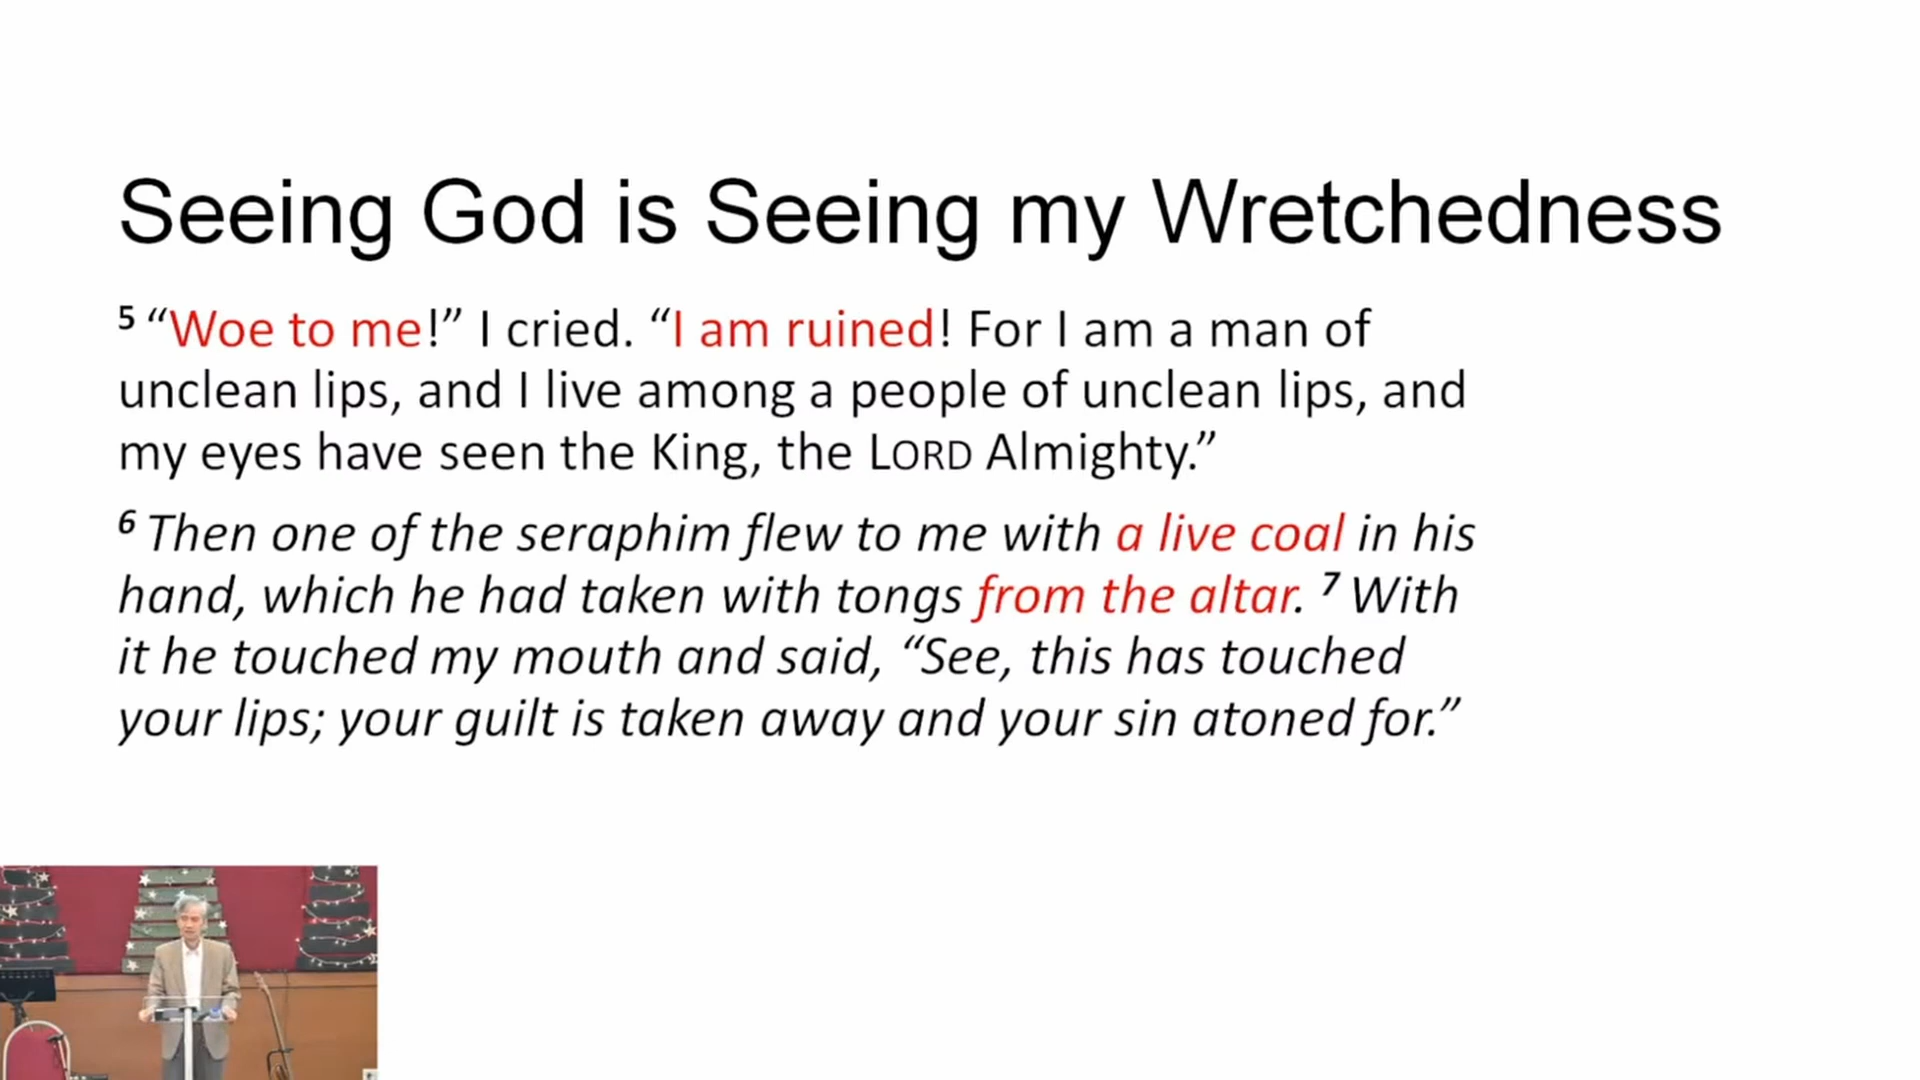 Seeing God is Seeing my Wretchedness
5 “Woe to me!” I cried. “I am ruined! For I am a man of
unclean lips, and I live among a people of unclean lips, and
my eyes have seen the King, the LORD Almighty.”
6 Then one of the seraphim flew to me with a live coal in his
hand, which he had taken with tongs from the altar. 7 With
it he touched my mouth and said, “See, this has touched
your lips; your guilt is taken away and your sin atoned for.”